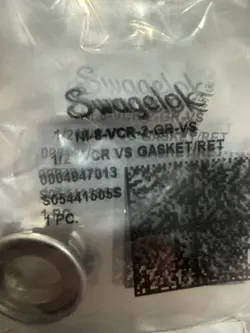 Swagelok
NI-8-VCR-2-GR-VS
1/2 VCR VS GASKET/RET
0004947013
S05441505S
1 PC.